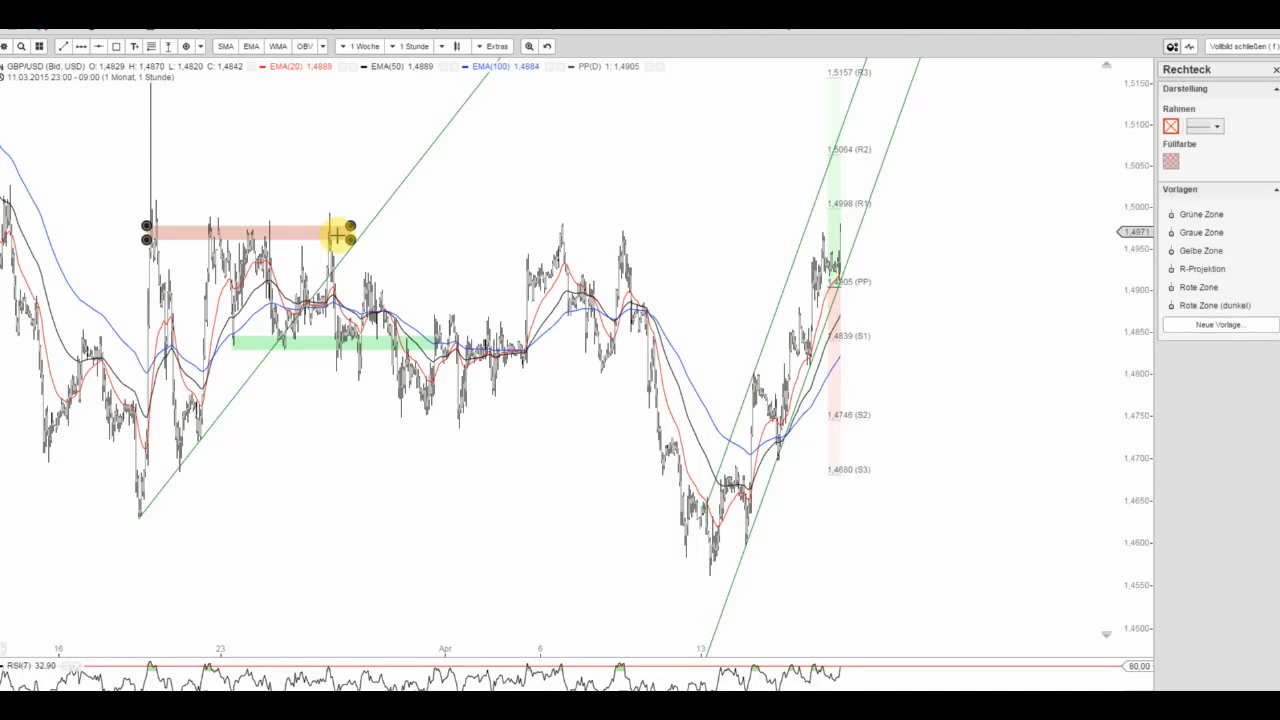 SMA EMA WMA OBV 1 Woche 1 Stunde Extras Vollbild schließen ( f )
GBP/USD (Bid, USD) O: 1,4829 H: 1,4870 L: 1,4820 C: 1,4842 EMA(20) 1,4888 EMA(50) 1,4889 EMA(100) 1,4884 PP(D) 1: 1,4905
11.03.2015 23:00 - 09:00 (1 Monat, 1 Stunde)
Rechteck
Darstellung
Rahmen
Füllfarbe
Vorlagen
Grüne Zone
Graue Zone
Gelbe Zone
R-Projektion
Rote Zone
Rote Zone (dunkel)
Neue Vorlage...
1,5157 (R3)
1,5064 (R2)
1,4998 (R1)
1,4905 (PP)
1,4839 (S1)
1,4746 (S2)
1,4680 (S3)
1,5150
1,5100
1,5050
1,5000
1,4971
1,4950
1,4900
1,4850
1,4800
1,4750
1,4700
1,4650
1,4600
1,4550
1,4500
16 23 Apr 6 13
RSI(7) 32,90
80.00